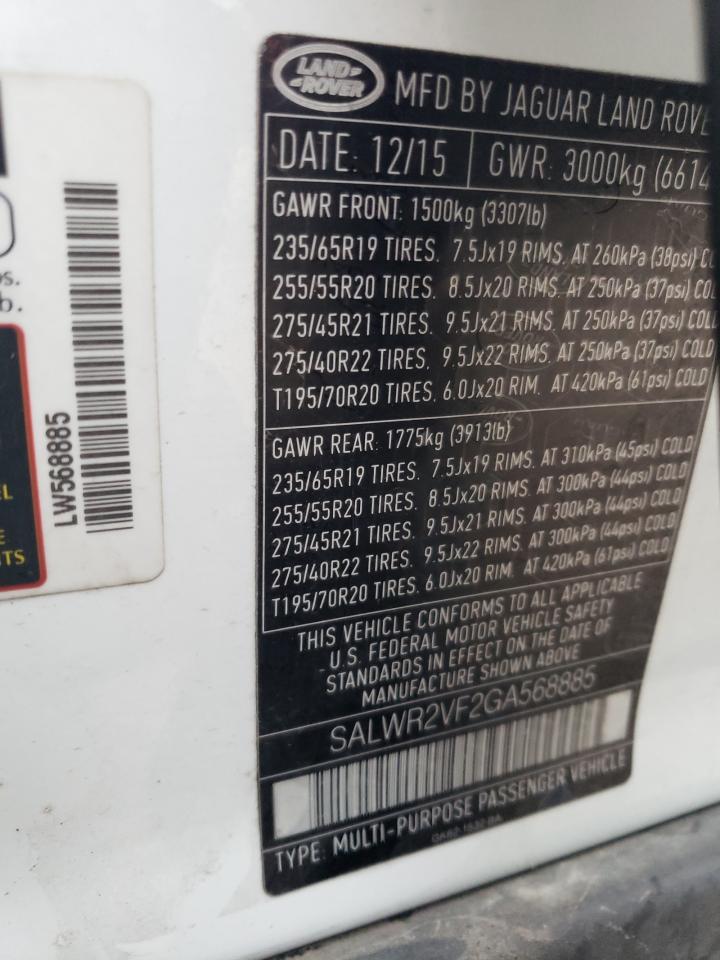 LAND
ROVER
MFD BY JAGUAR LAND ROVE
DATE: 12/15 GWR: 3000kg (6614
GAWR FRONT: 1500kg (3307lb)
235/65R19 TIRES. 7.5Jx19 RIMS. AT 260kPa (38psi) C
255/55R20 TIRES. 8.5Jx20 RIMS. AT 250kPa (37psi) COL
275/45R21 TIRES. 9.5Jx21 RIMS. AT 250kPa (37psi) COLD
275/40R22 TIRES. 9.5Jx22 RIMS. AT 250kPa (37psi) COLD
T195/70R20 TIRES. 6.0Jx20 RIM. AT 420kPa (61psi) COLD
GAWR REAR: 1775kg (3913lb)
235/65R19 TIRES. 7.5Jx19 RIMS. AT 310kPa (45psi) COLD
255/55R20 TIRES. 8.5Jx20 RIMS. AT 300kPa (44psi) COLD
275/45R21 TIRES. 9.5Jx21 RIMS. AT 300kPa (44psi) COLD
275/40R22 TIRES. 9.5Jx22 RIMS. AT 300kPa (44psi) COLD
T195/70R20 TIRES. 6.0Jx20 RIM. AT 420kPa (61psi) COLD
THIS VEHICLE CONFORMS TO ALL APPLICABLE
U.S. FEDERAL MOTOR VEHICLE SAFETY
STANDARDS IN EFFECT ON THE DATE OF
MANUFACTURE SHOWN ABOVE
SALWR2VF2GA568885
TYPE: MULTI-PURPOSE PASSENGER VEHICLE
LW568885
s.
b.
EL
E
TS